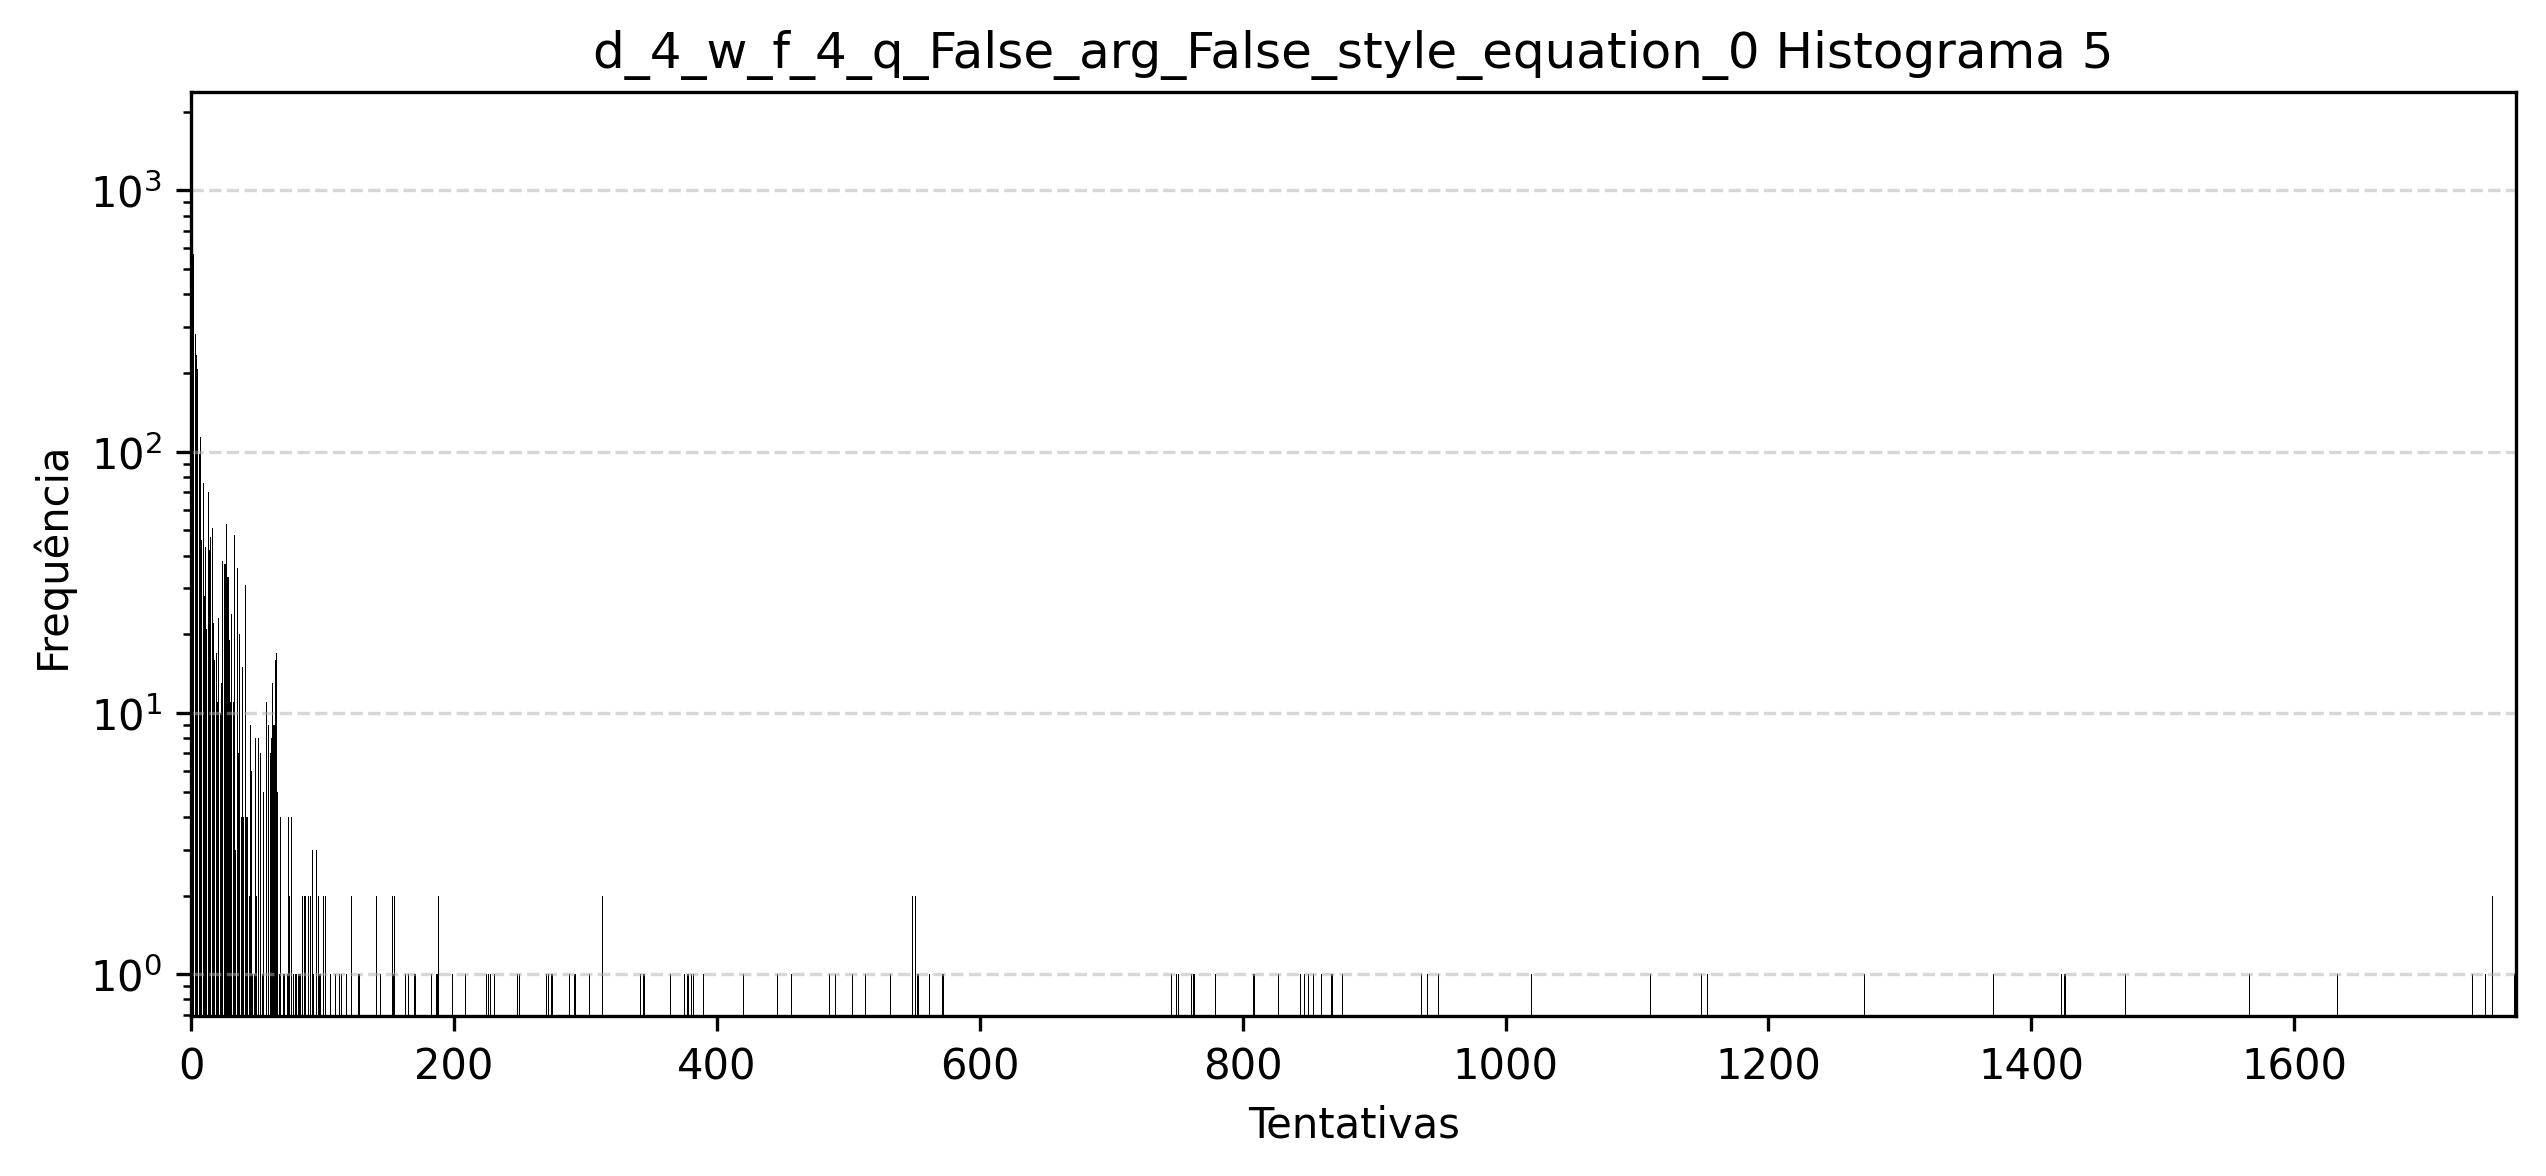 d_4_w_f_4_q_False_arg_False_style_equation_0 Histograma 5
10³
10²
10¹
10⁰
Frequência
0 200 400 600 800 1000 1200 1400 1600
Tentativas